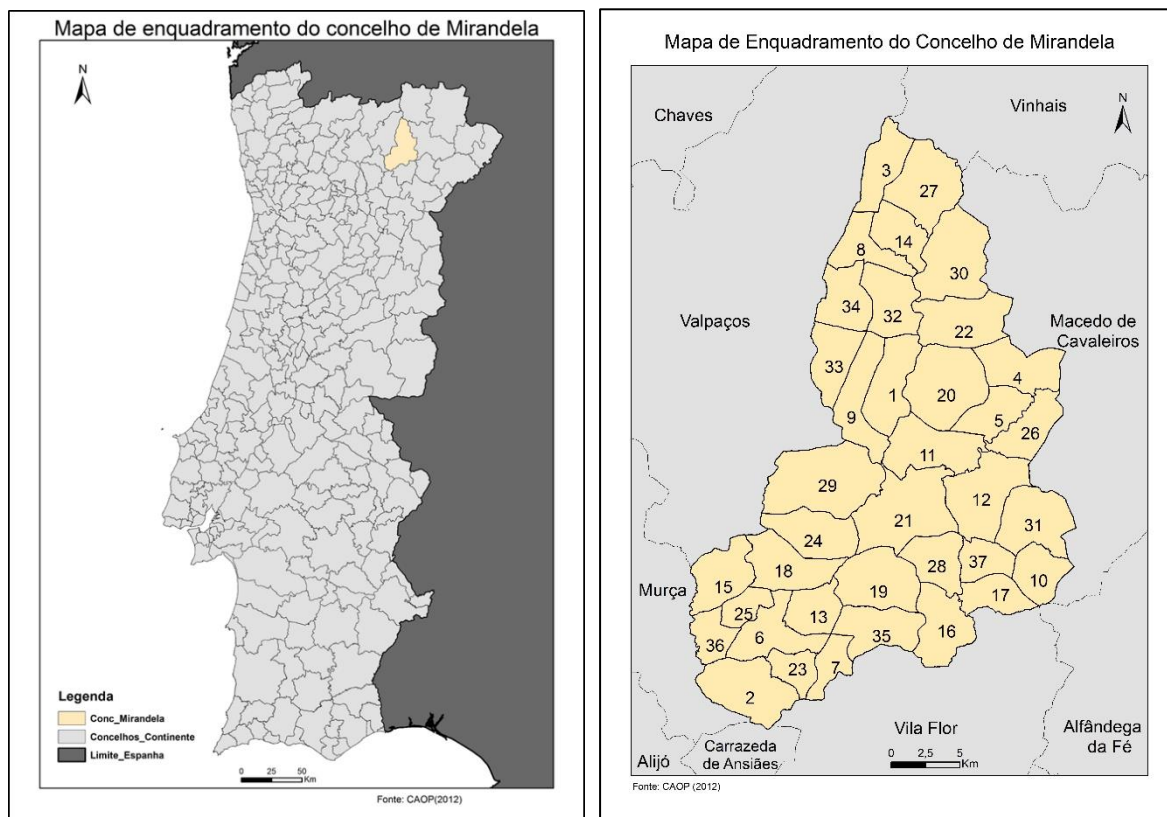 Mapa de enquadramento do concelho de Mirandela
N
Legenda
Conc_Mirandela
Concelhos_Continente
Limite_Espanha
0 25 50
Km
Fonte: CAOP(2012)
Mapa de Enquadramento do Concelho de Mirandela
Chaves
Vinhais
N
3
27
14
8
30
34
32
22
Valpaços
Macedo de
Cavaleiros
33
4
1
20
9
5
26
11
29
12
21
31
24
18
28
37
10
Murça
15
19
17
25
13
16
36
6
35
23
7
2
Vila Flor
Alfândega
da Fé
Carrazeda
de Ansiães
Alijó
0 2,5 5
Km
Fonte: CAOP (2012)